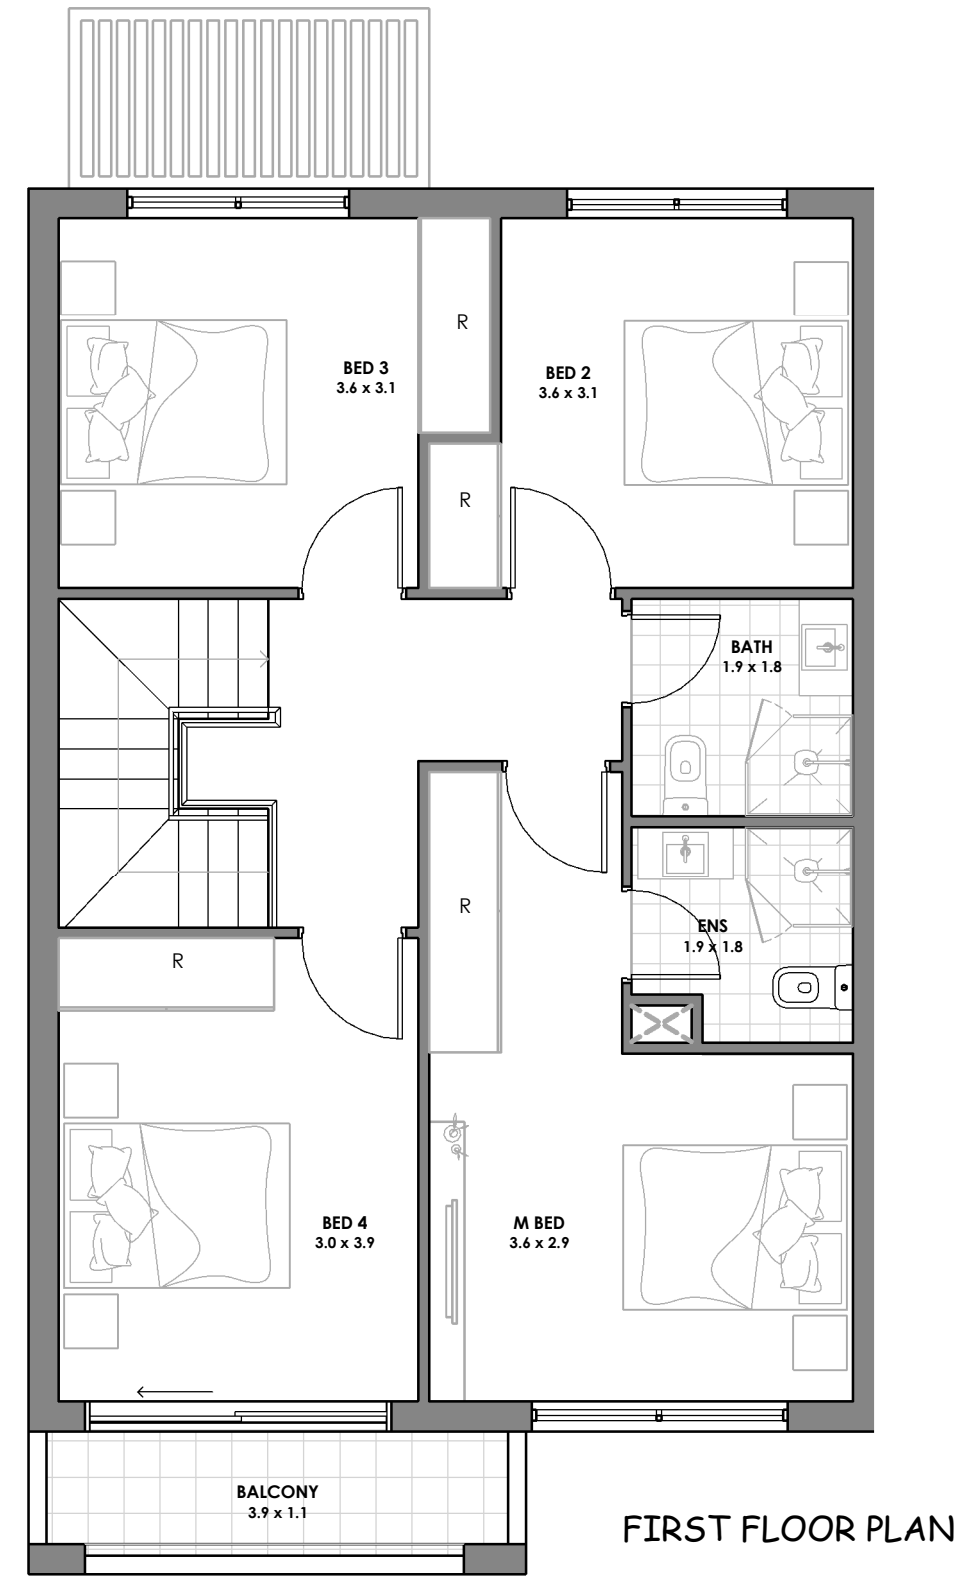 R
BED 3
3.6 x 3.1
BED 2
3.6 x 3.1
R
BATH
1.9 x 1.8
R
ENS
1.9 x 1.8
R
BED 4
3.0 x 3.9
M BED
3.6 x 2.9
BALCONY
3.9 x 1.1
FIRST FLOOR PLAN